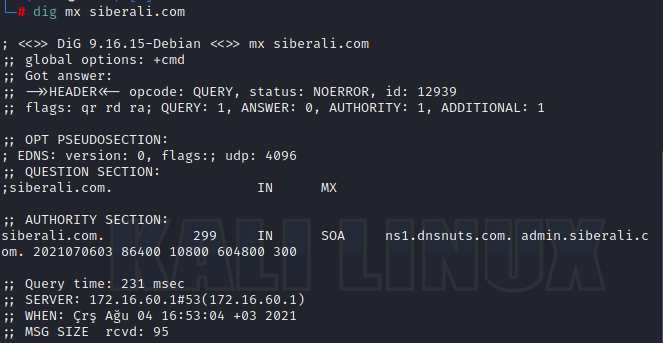 # dig mx siberali.com
; <<>> DiG 9.16.15-Debian <<>> mx siberali.com
;; global options: +cmd
;; Got answer:
;; ->>HEADER<<- opcode: QUERY, status: NOERROR, id: 12939
;; flags: qr rd ra; QUERY: 1, ANSWER: 0, AUTHORITY: 1, ADDITIONAL: 1
;; OPT PSEUDOSECTION:
; EDNS: version: 0, flags:; udp: 4096
;; QUESTION SECTION:
;siberali.com. IN MX
;; AUTHORITY SECTION:
siberali.com. 299 IN SOA ns1.dnsnuts.com. admin.siberali.c
om. 2021070603 86400 10800 604800 300
KALI LINUX
;; Query time: 231 msec
;; SERVER: 172.16.60.1#53(172.16.60.1)
;; WHEN: Çrş Ağu 04 16:53:04 +03 2021
;; MSG SIZE rcvd: 95